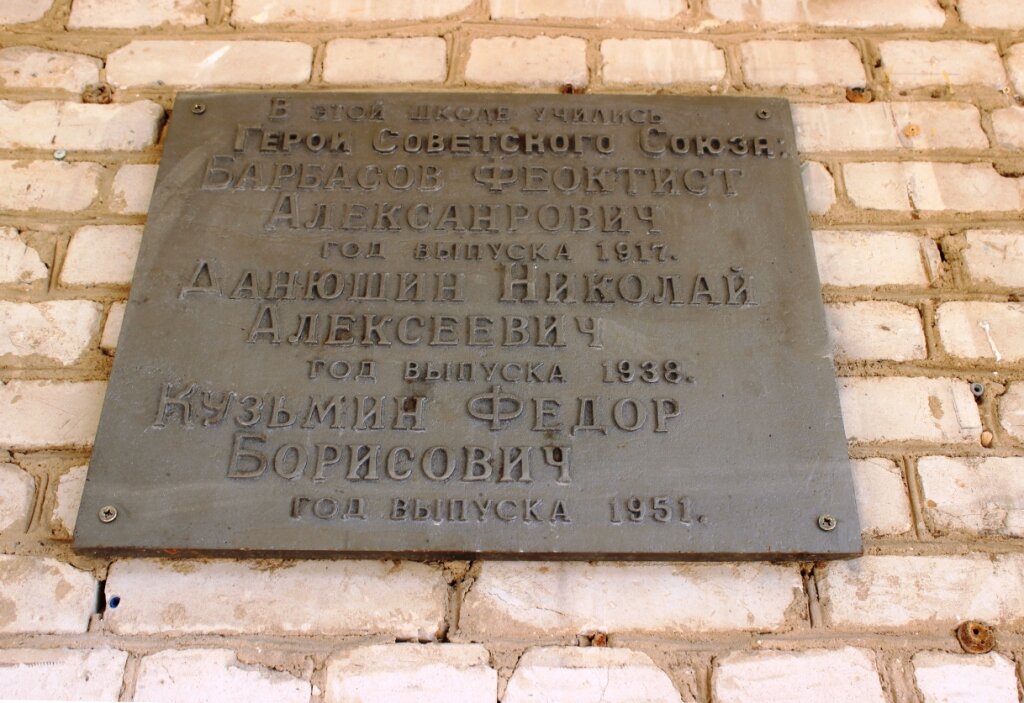 В этой школе учились
Герои Советского Союза:
Барбасов Феоктист
Алексанрович
год выпуска 1917.
Данюшин Николай
Алексеевич
год выпуска 1938.
Кузьмин Федор
Борисович
год выпуска 1951.